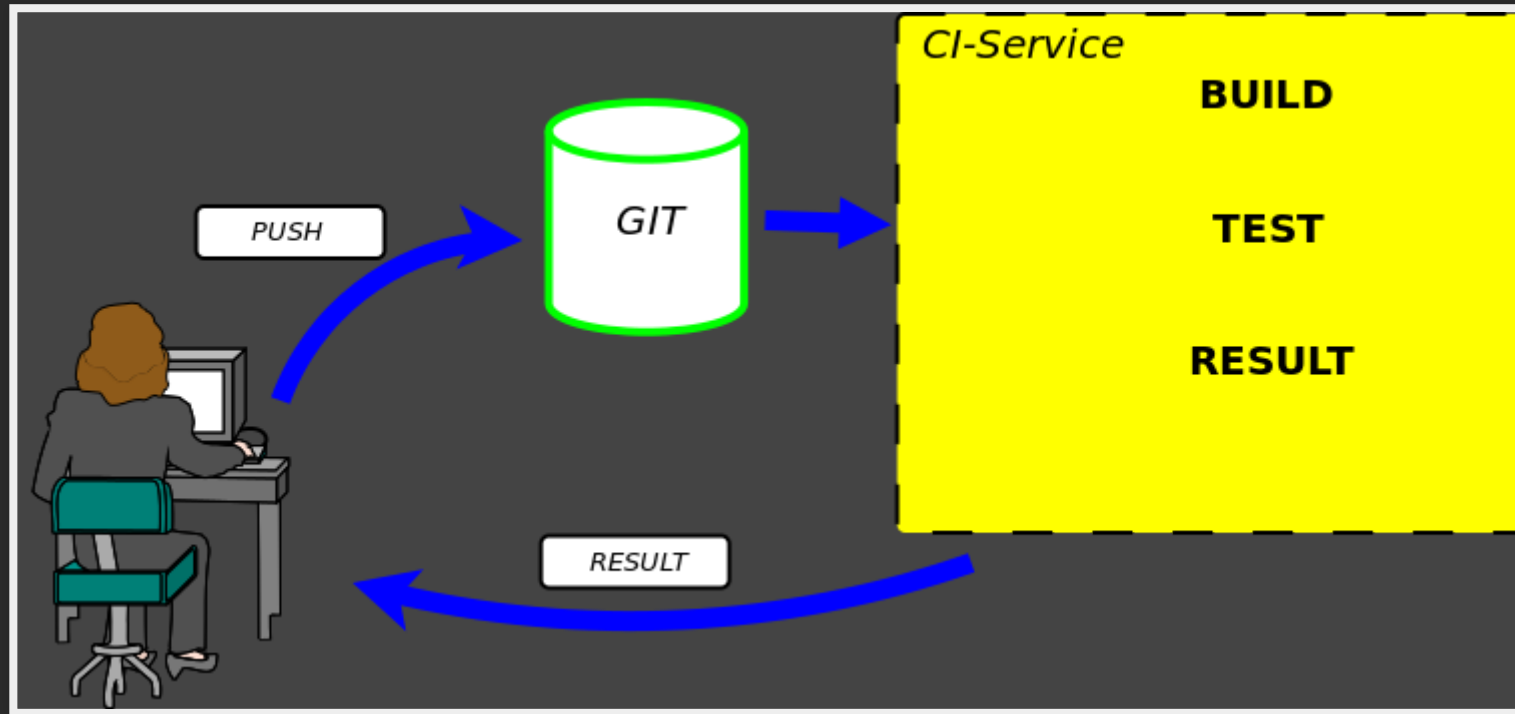 CI-Service
BUILD
TEST
RESULT
GIT
PUSH
RESULT